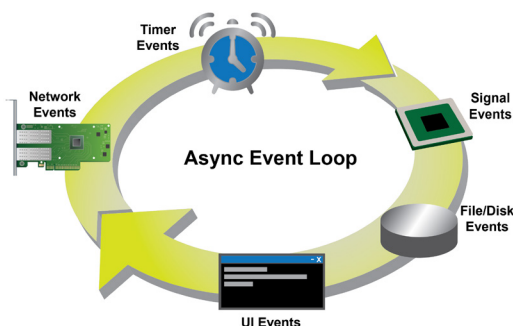 Timer
Events
Network
Events
Signal
Events
Async Event Loop
File/Disk
Events
- X
UI Events